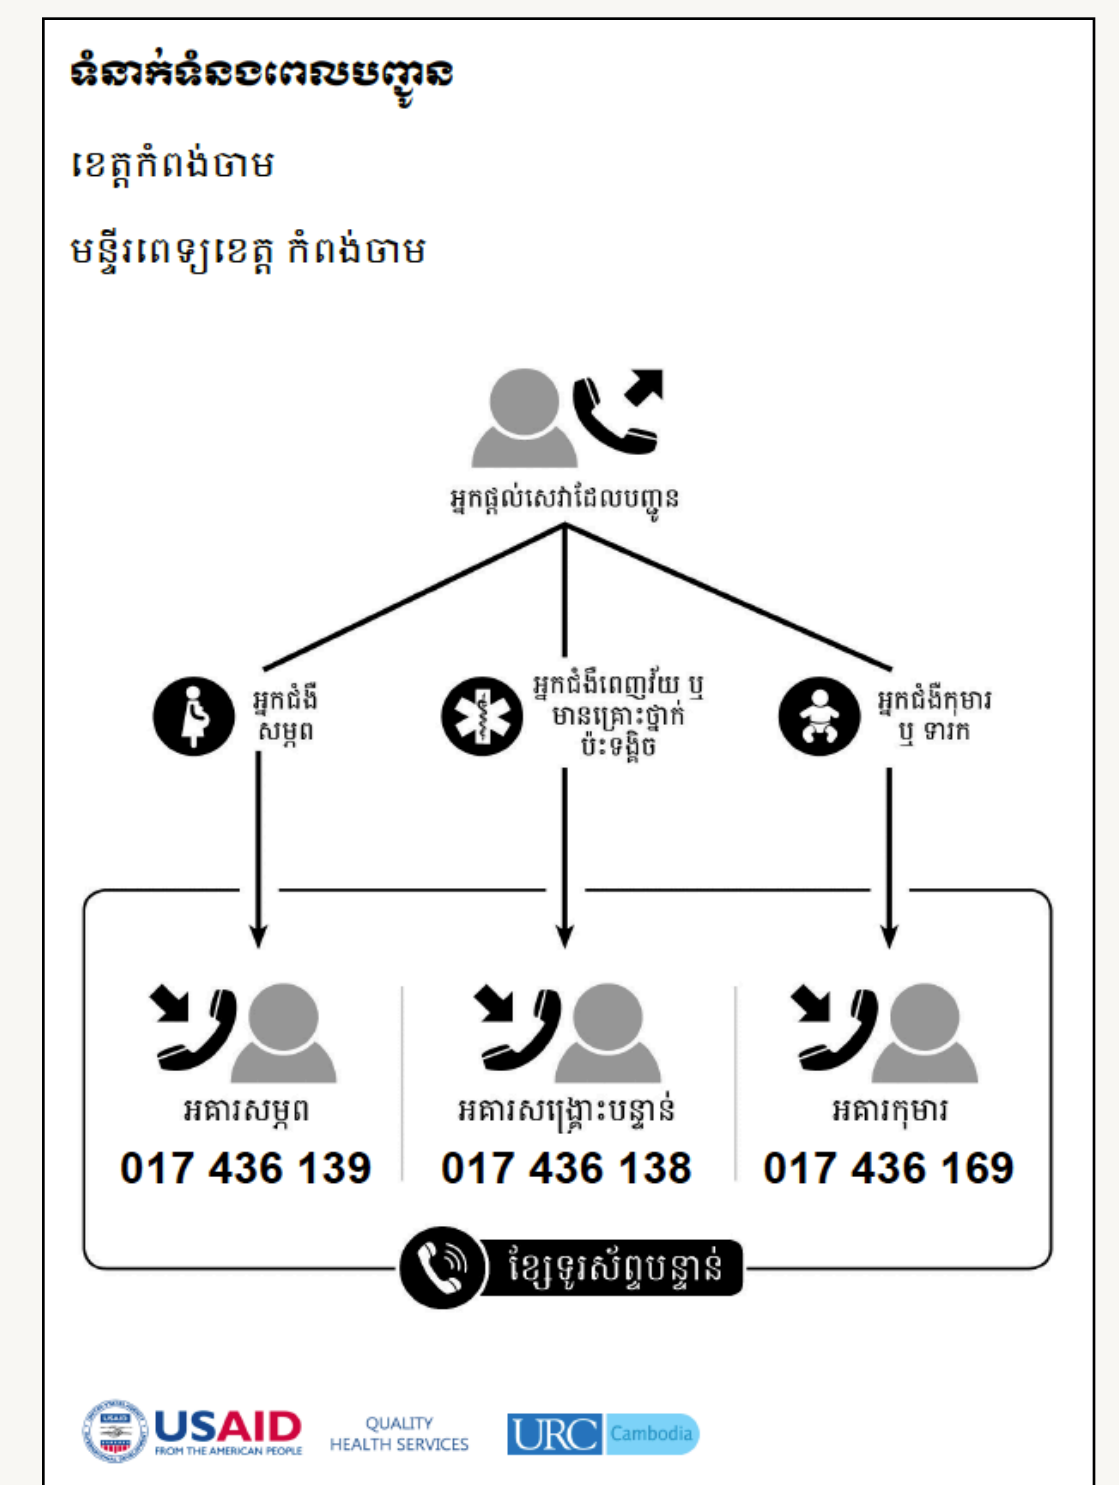 ទំនាក់ទំនងពេលបញ្ជូន
ខេត្តកំពង់ចាម
មន្ទីរពេទ្យខេត្ត កំពង់ចាម
អ្នកផ្តល់សេវាដែលបញ្ជូន
អ្នកជំងឺ
សម្ភព
អ្នកជំងឺពេញវ័យ ឬ
មានគ្រោះថ្នាក់
ប៉ះទង្គិច
អ្នកជំងឺកុមារ
ឬ ទារក
អគារសម្ភព
017 436 139
អគារសង្គ្រោះបន្ទាន់
017 436 138
អគារកុមារ
017 436 169
ខ្សែទូរស័ព្ទបន្ទាន់
USAID
FROM THE AMERICAN PEOPLE
QUALITY
HEALTH SERVICES
URC Cambodia